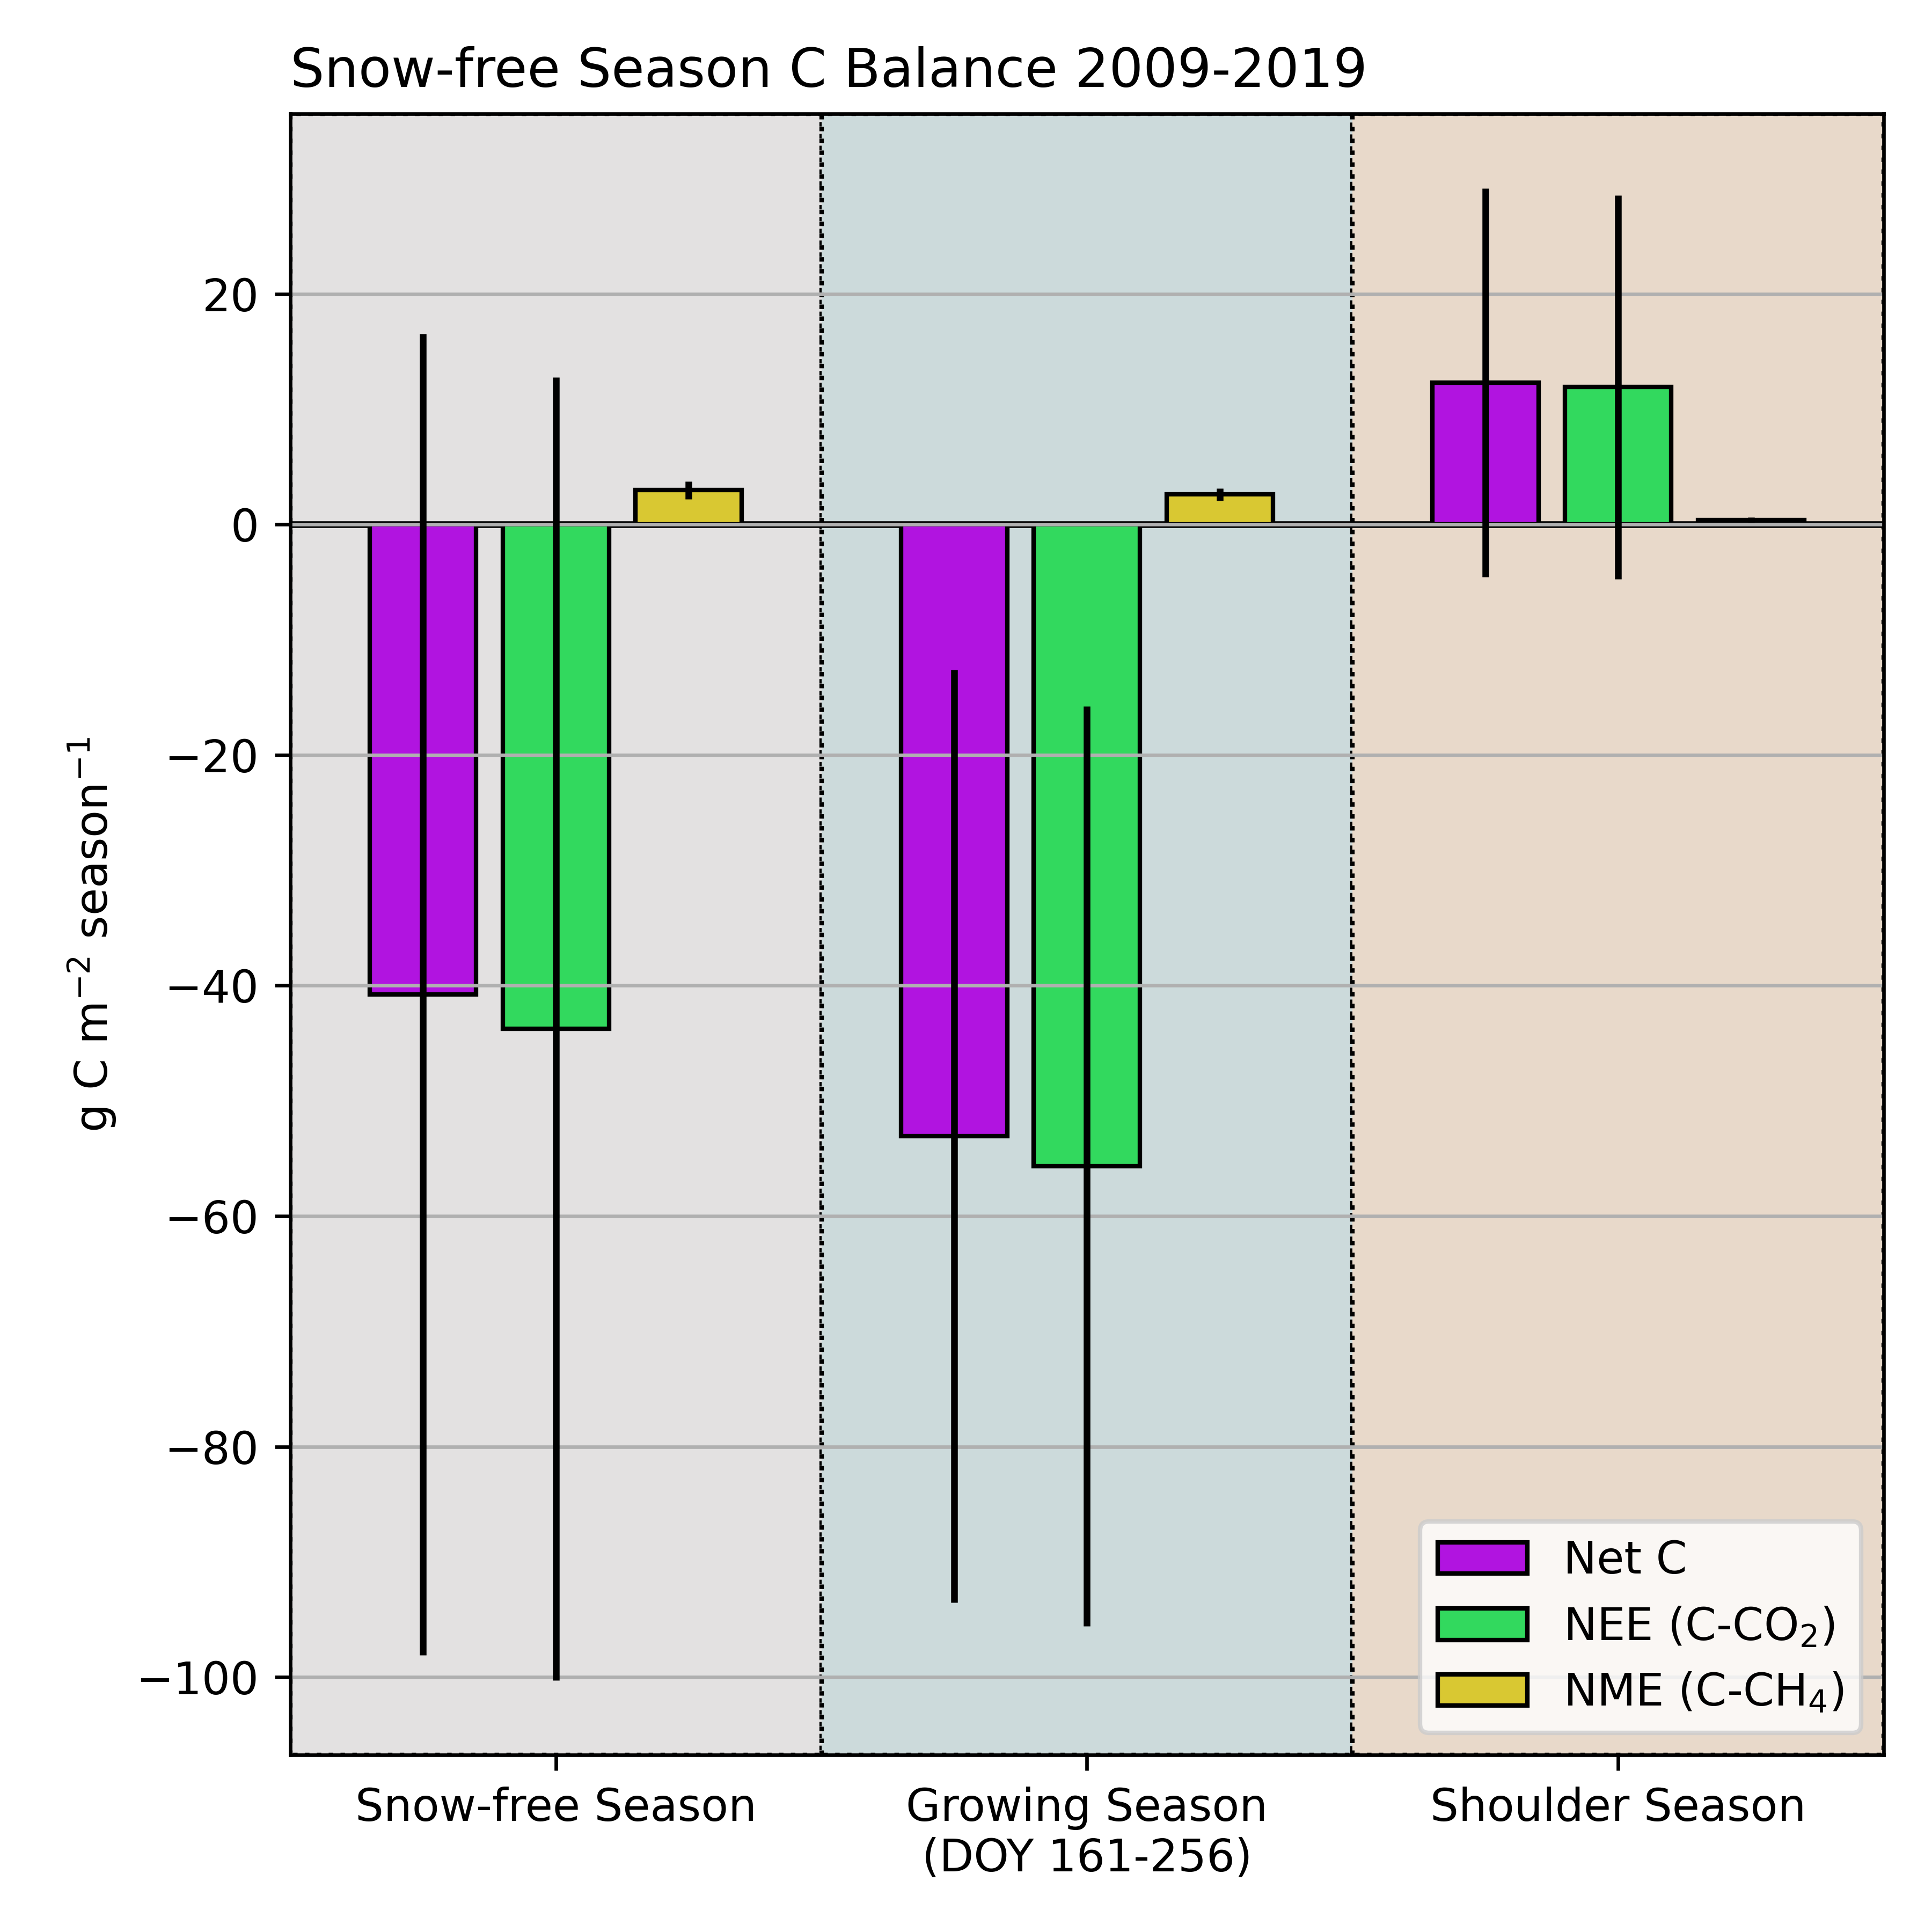 Snow-free Season C Balance 2009-2019
20
0
−20
−40
−60
−80
−100
g C m⁻² season⁻¹
Net C
NEE (C-CO₂)
NME (C-CH₄)
Snow-free Season
Growing Season
(DOY 161-256)
Shoulder Season